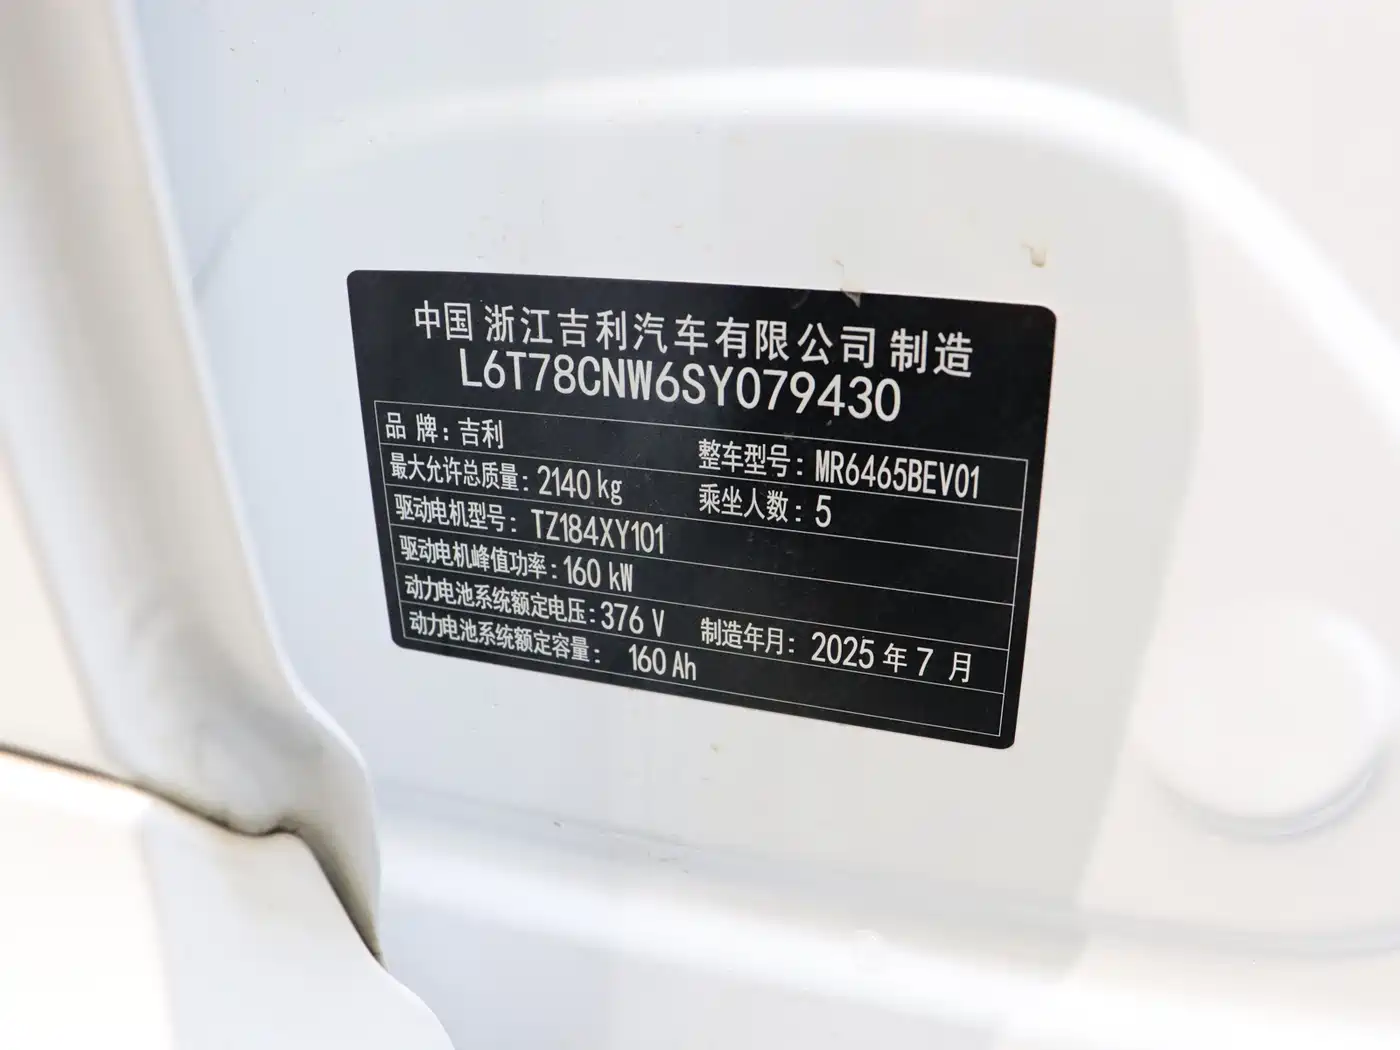 中国 浙江吉利汽车有限公司 制造
L6T78CNW6SY079430
品 牌：吉利 整车型号：MR6465BEV01
最大允许总质量：2140 kg 乘坐人数：5
驱动电机型号：TZ184XY101
驱动电机峰值功率：160 kW
动力电池系统额定电压：376 V 制造年月：2025 年 7 月
动力电池系统额定容量：160 Ah